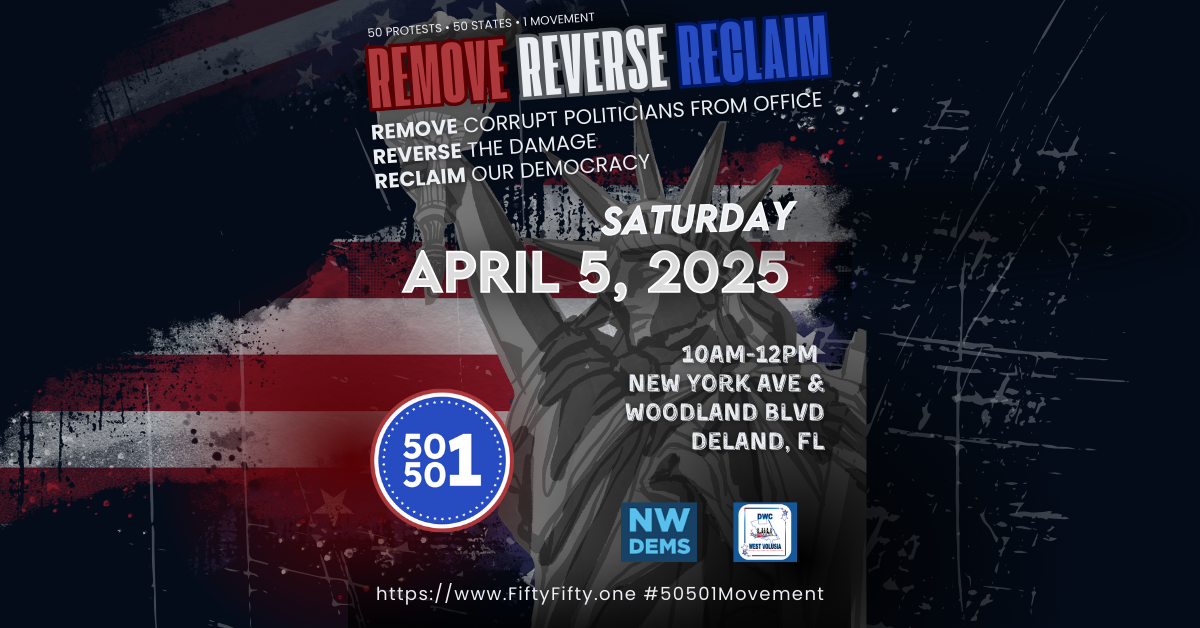 50 PROTESTS • 50 STATES • 1 MOVEMENT
REMOVE REVERSE RECLAIM
REMOVE CORRUPT POLITICIANS FROM OFFICE
REVERSE THE DAMAGE
RECLAIM OUR DEMOCRACY
SATURDAY
APRIL 5, 2025
10AM-12PM
NEW YORK AVE &
WOODLAND BLVD
DELAND, FL
50
50
1
NW
DEMS
DWC
WEST VOLUSIA
https://www.FiftyFifty.one #50501Movement